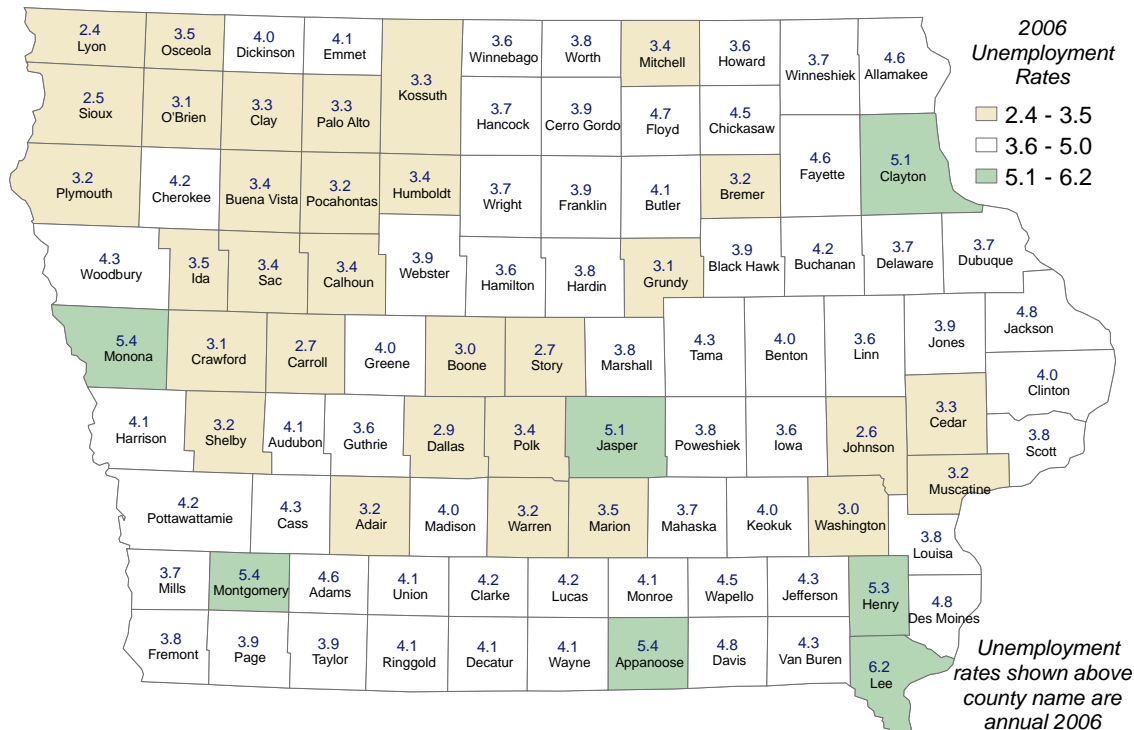 2006
Unemployment
Rates
2.4 - 3.5
3.6 - 5.0
5.1 - 6.2
2.4
Lyon
3.5
Osceola
4.0
Dickinson
4.1
Emmet
3.3
Kossuth
3.6
Winnebago
3.8
Worth
3.4
Mitchell
3.6
Howard
3.7
Winneshiek
4.6
Allamakee
2.5
Sioux
3.1
O'Brien
3.3
Clay
3.3
Palo Alto
3.7
Hancock
3.9
Cerro Gordo
4.7
Floyd
4.5
Chickasaw
4.6
Fayette
5.1
Clayton
3.2
Plymouth
4.2
Cherokee
3.4
Buena Vista
3.2
Pocahontas
3.4
Humboldt
3.7
Wright
3.9
Franklin
4.1
Butler
3.2
Bremer
4.3
Woodbury
3.5
Ida
3.4
Sac
3.4
Calhoun
3.9
Webster
3.6
Hamilton
3.8
Hardin
3.1
Grundy
3.9
Black Hawk
4.2
Buchanan
3.7
Delaware
3.7
Dubuque
5.4
Monona
3.1
Crawford
2.7
Carroll
4.0
Greene
3.0
Boone
2.7
Story
3.8
Marshall
4.3
Tama
4.0
Benton
3.6
Linn
3.9
Jones
4.8
Jackson
4.0
Clinton
4.1
Harrison
3.2
Shelby
4.1
Audubon
3.6
Guthrie
2.9
Dallas
3.4
Polk
5.1
Jasper
3.8
Poweshiek
3.6
Iowa
2.6
Johnson
3.3
Cedar
3.8
Scott
3.2
Muscatine
4.2
Pottawattamie
4.3
Cass
3.2
Adair
4.0
Madison
3.2
Warren
3.5
Marion
3.7
Mahaska
4.0
Keokuk
3.0
Washington
3.8
Louisa
3.7
Mills
5.4
Montgomery
4.6
Adams
4.1
Union
4.2
Clarke
4.2
Lucas
4.1
Monroe
4.5
Wapello
4.3
Jefferson
5.3
Henry
4.8
Des Moines
3.8
Fremont
3.9
Page
3.9
Taylor
4.1
Ringgold
4.1
Decatur
4.1
Wayne
5.4
Appanoose
4.8
Davis
4.3
Van Buren
6.2
Lee
Unemployment
rates shown above
county name are
annual 2006